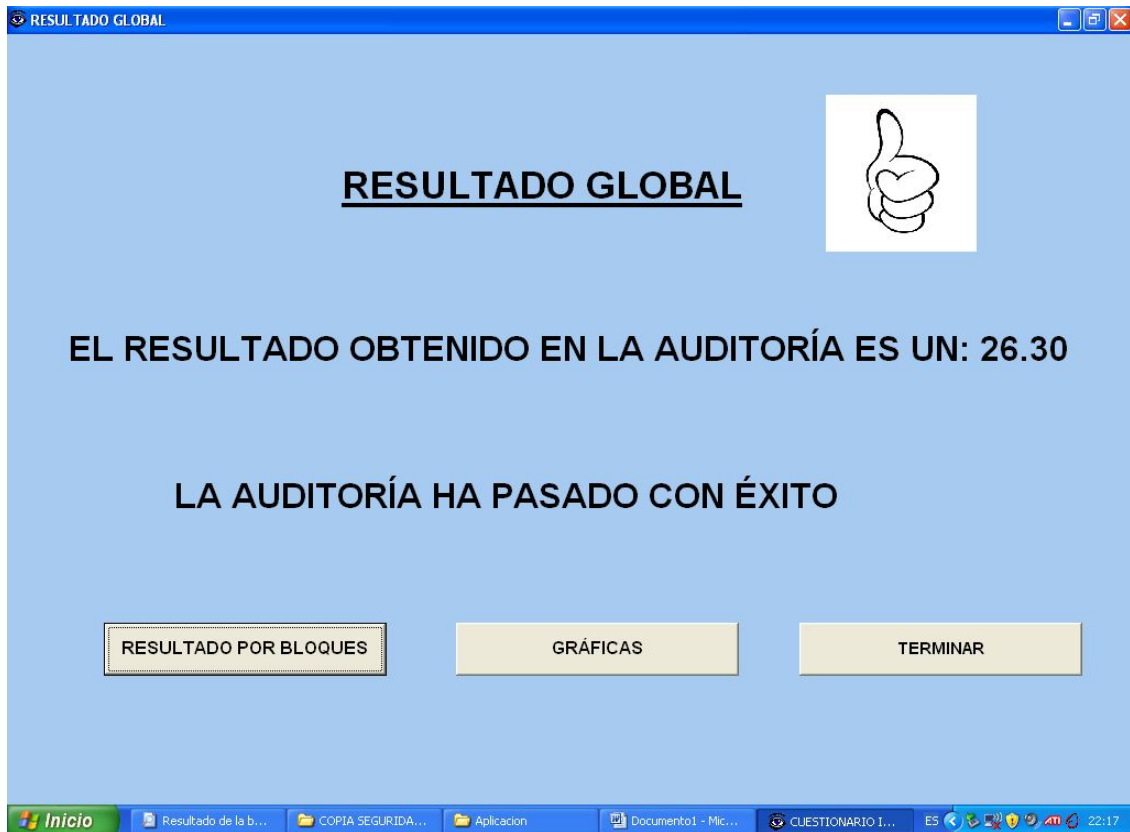 RESULTADO GLOBAL
RESULTADO GLOBAL
EL RESULTADO OBTENIDO EN LA AUDITORÍA ES UN: 26.30
LA AUDITORÍA HA PASADO CON ÉXITO
RESULTADO POR BLOQUES GRÁFICAS TERMINAR
Inicio Resultado de la b... COPIA SEGURIDA... Aplicacion Documento1 - Mic... CUESTIONARIO I... ES ATI 22:17